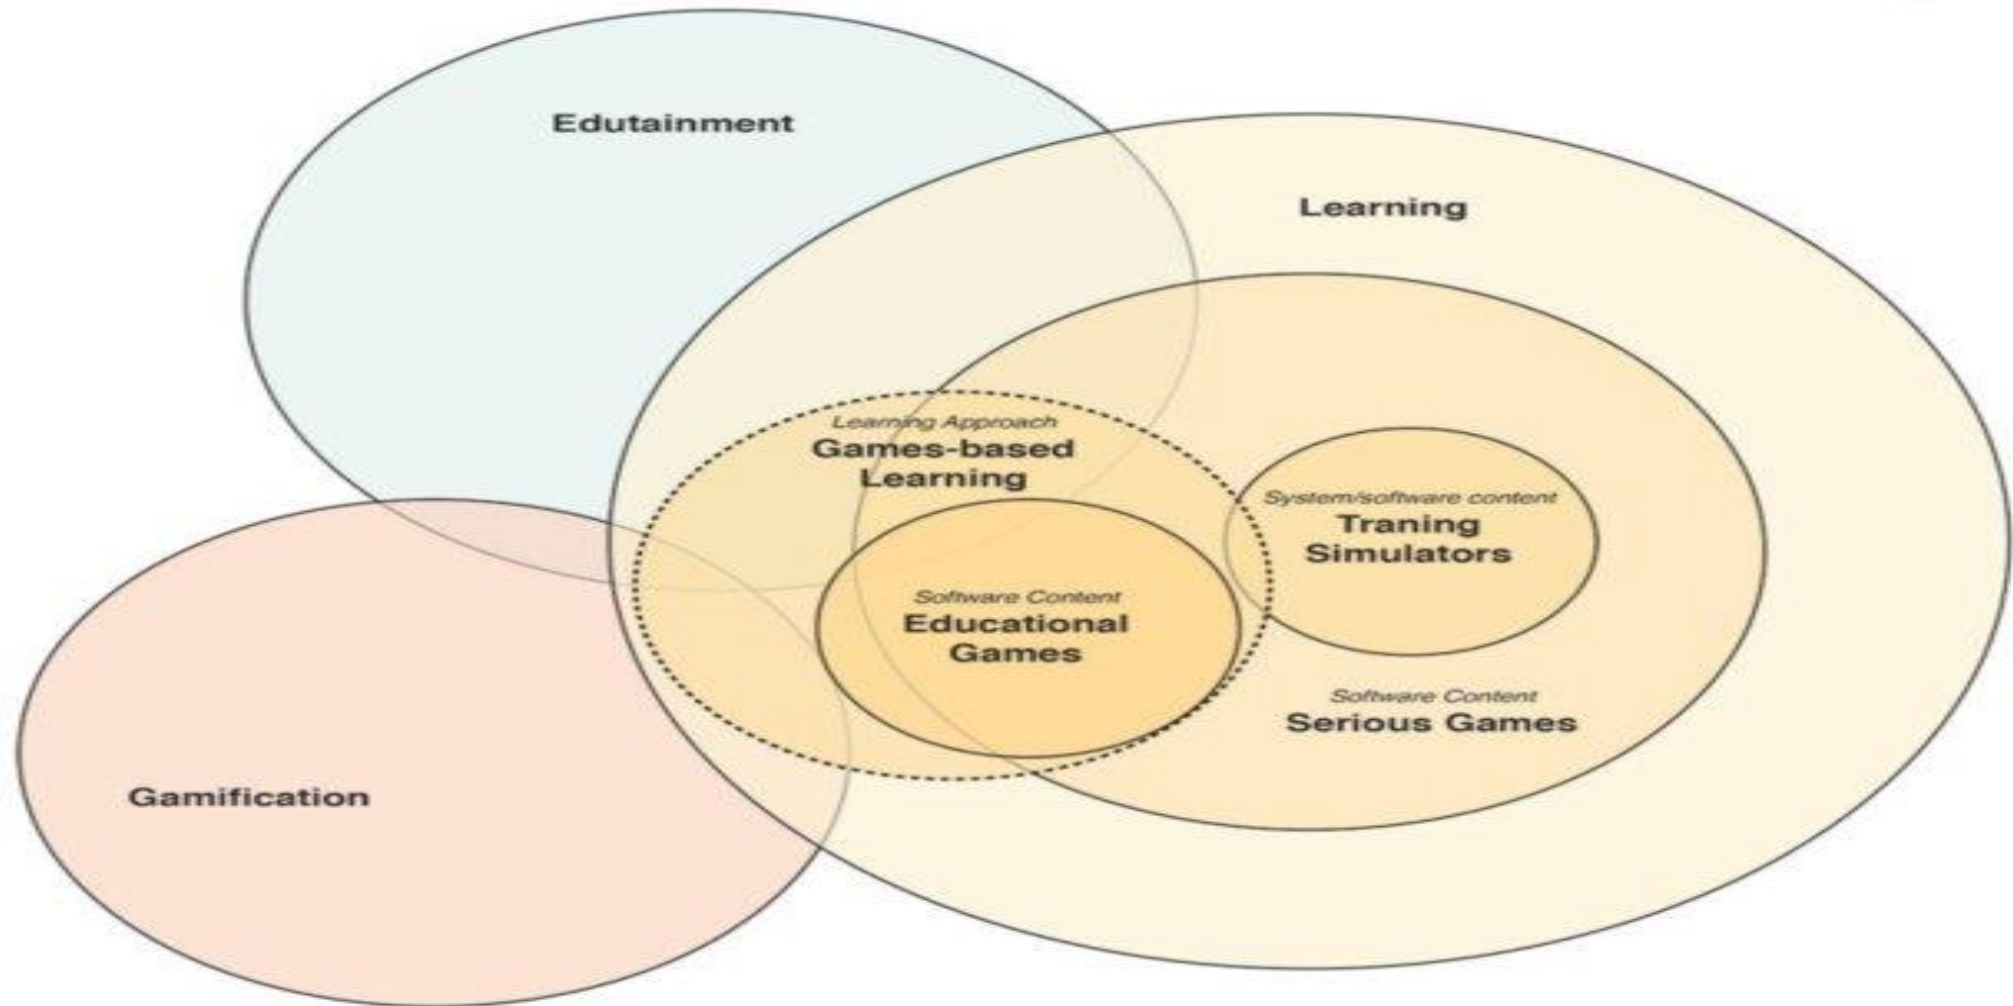 Edutainment
Learning
Learning Approach
Games-based
Learning
System/software content
Traning
Simulators
Software Content
Educational
Games
Software Content
Serious Games
Gamification